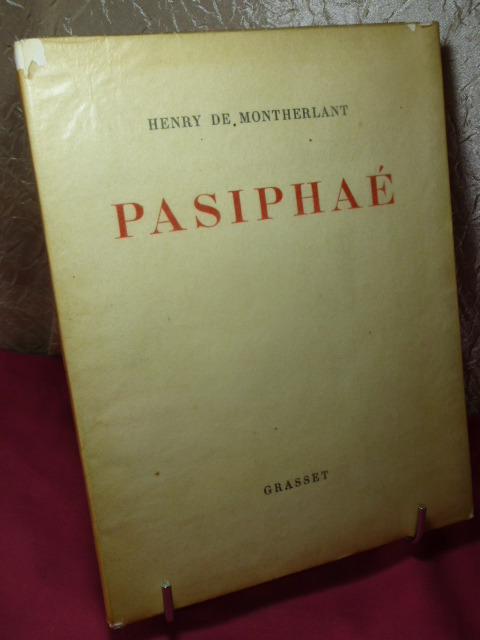 HENRY DE MONTHERLANT
PASIPHAÉ
GRASSET